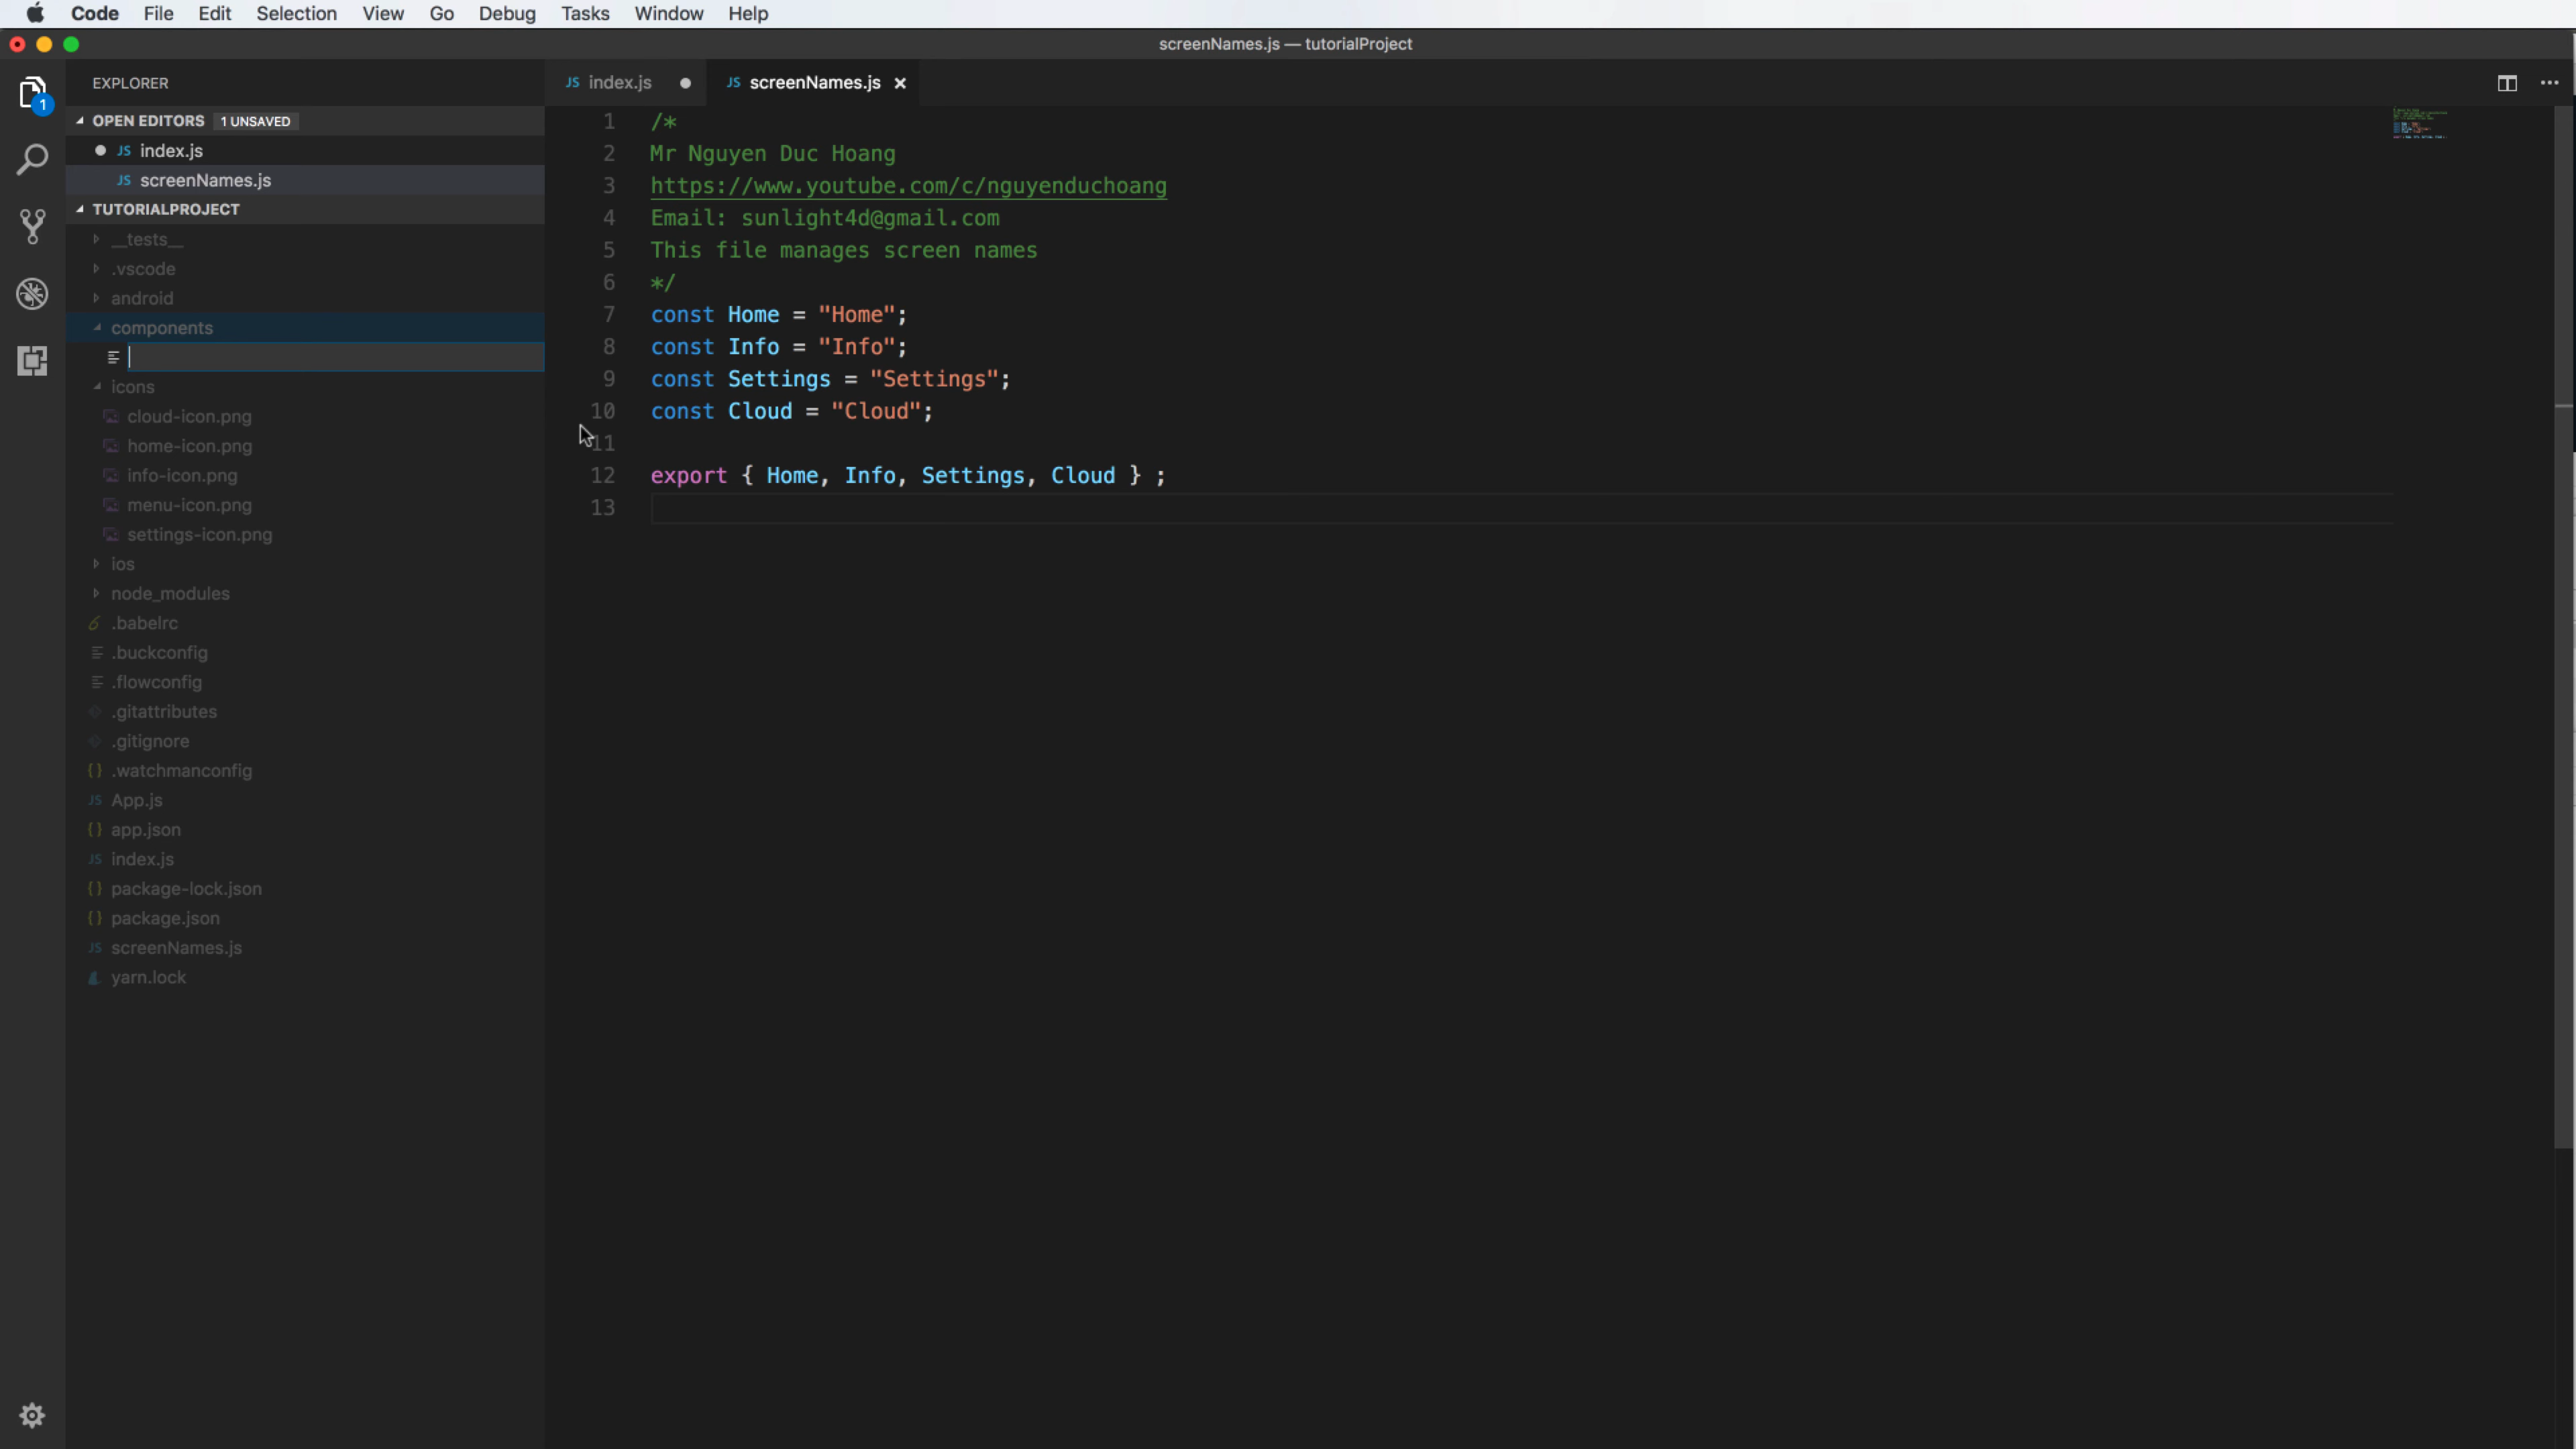 Code File Edit Selection View Go Debug Tasks Window Help
screenNames.js — tutorialProject
EXPLORER
JS index.js
JS screenNames.js
1
OPEN EDITORS 1 UNSAVED
JS index.js
JS screenNames.js
TUTORIALPROJECT
__tests__
.vscode
android
components
icons
cloud-icon.png
home-icon.png
info-icon.png
menu-icon.png
settings-icon.png
ios
node_modules
.babelrc
.buckconfig
.flowconfig
.gitattributes
.gitignore
{} .watchmanconfig
JS App.js
{} app.json
JS index.js
{} package-lock.json
{} package.json
JS screenNames.js
yarn.lock
1 /*
2 Mr Nguyen Duc Hoang
3 https://www.youtube.com/c/nguyenduchoang
4 Email: sunlight4d@gmail.com
5 This file manages screen names
6 */
7 const Home = "Home";
8 const Info = "Info";
9 const Settings = "Settings";
10 const Cloud = "Cloud";
11
12 export { Home, Info, Settings, Cloud } ;
13